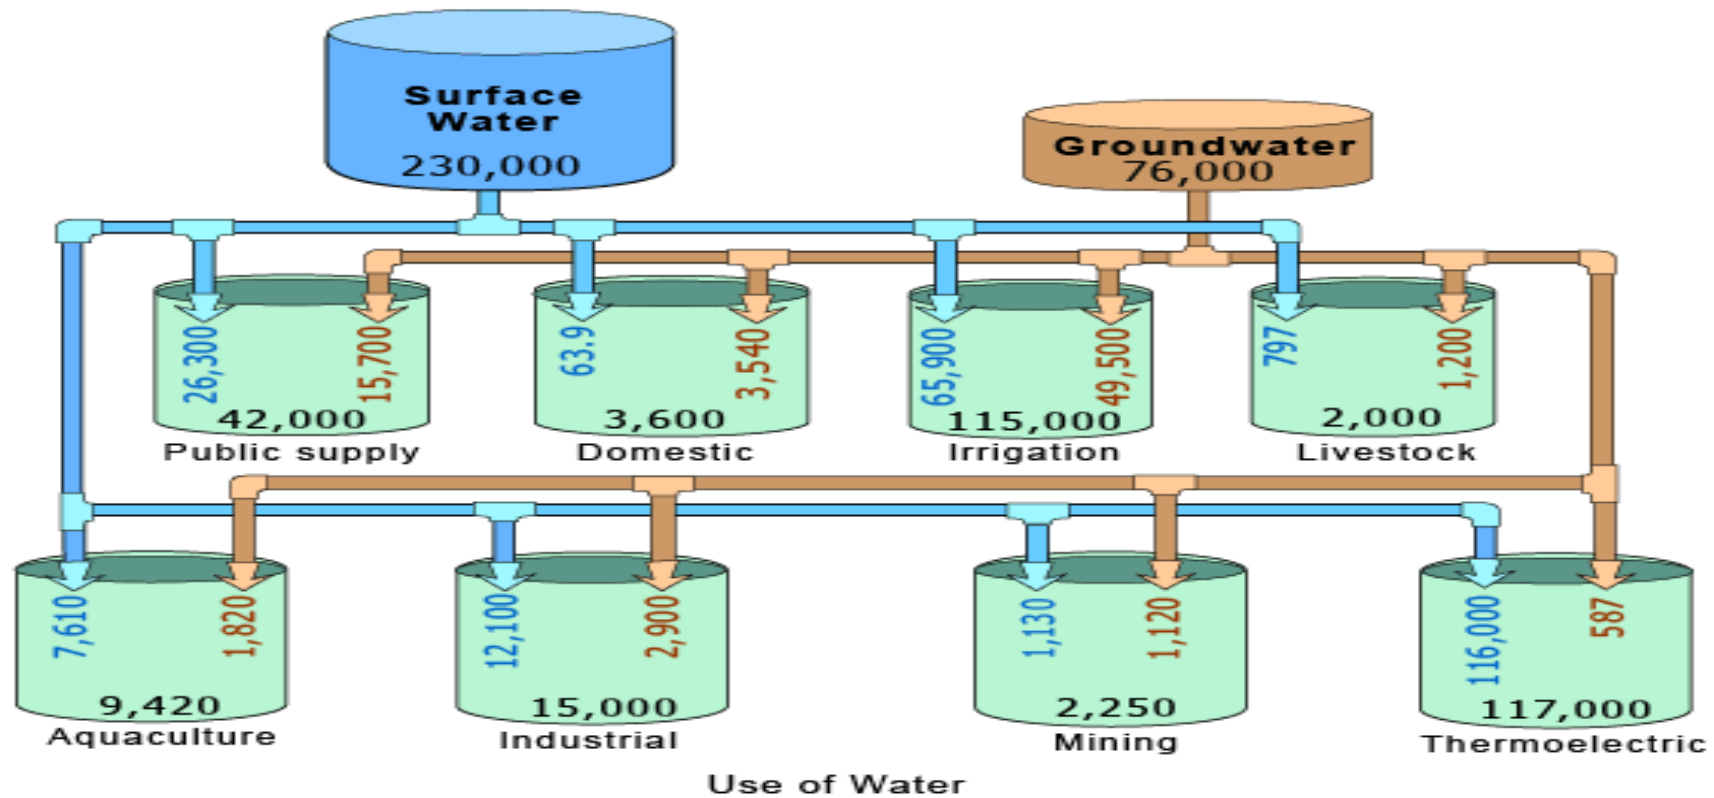 Surface
Water
230,000
Groundwater
76,000
26,300
15,700
42,000
Public supply
63.9
3,540
3,600
Domestic
65,900
49,500
115,000
Irrigation
797
1,200
2,000
Livestock
7,610
1,820
9,420
Aquaculture
12,100
2,900
15,000
Industrial
1,130
1,120
2,250
Mining
116,000
587
117,000
Thermoelectric
Use of Water